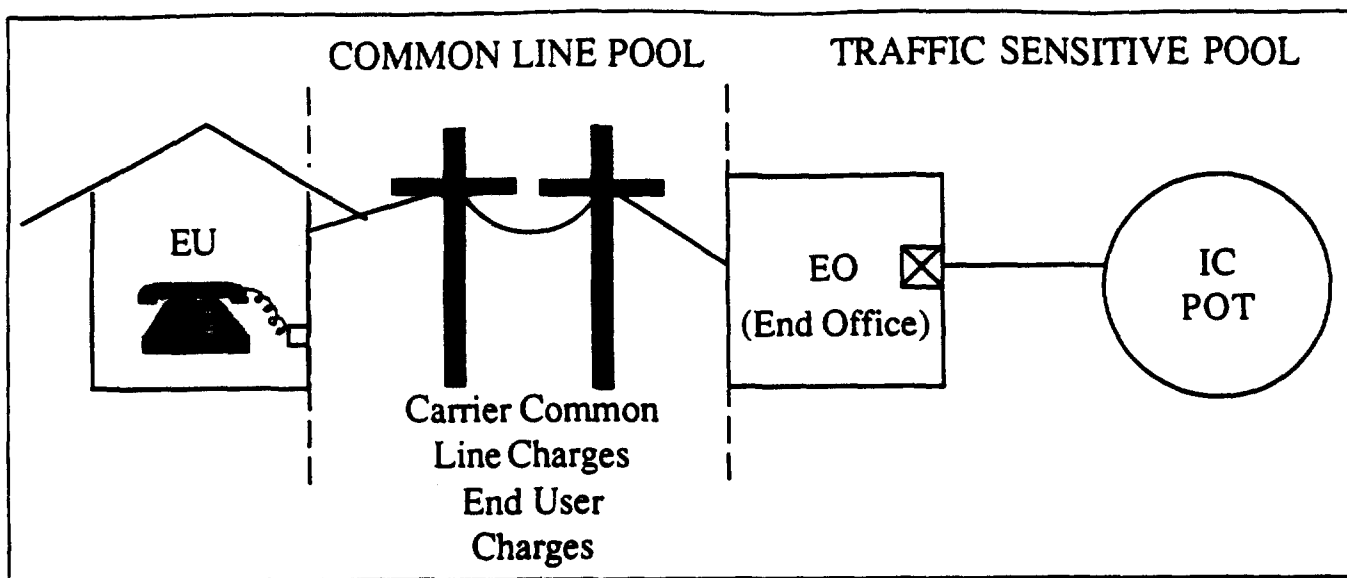 COMMON LINE POOL
TRAFFIC SENSITIVE POOL
EU
Carrier Common
Line Charges
End User
Charges
EO
(End Office)
IC
POT